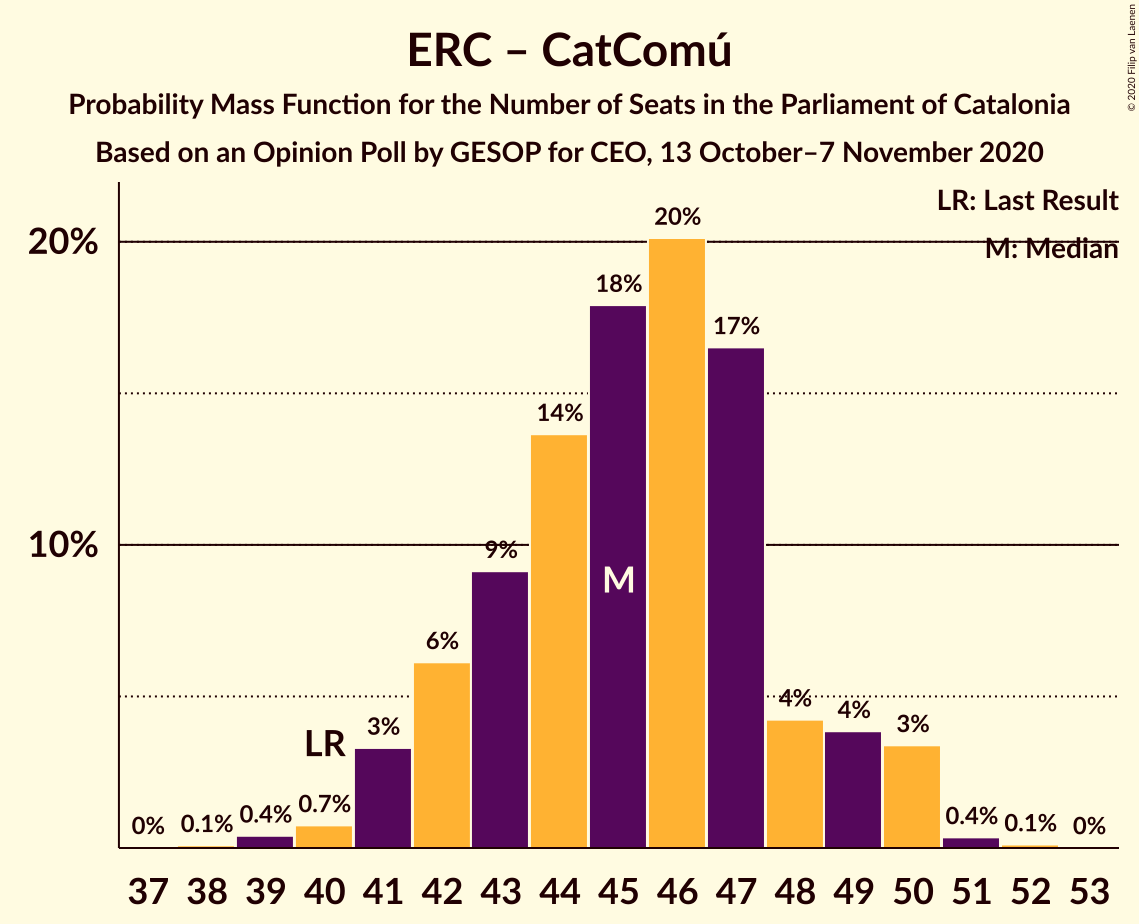 © 2020 Filip van Laenen
ERC – CatComú
Probability Mass Function for the Number of Seats in the Parliament of Catalonia
Based on an Opinion Poll by GESOP for CEO, 13 October–7 November 2020
LR: Last Result
M: Median
20%
10%
0% 0.1% 0.4% 0.7% 3% 6% 9% 14% 18% 20% 17% 4% 4% 3% 0.4% 0.1% 0%
LR
M
37 38 39 40 41 42 43 44 45 46 47 48 49 50 51 52 53